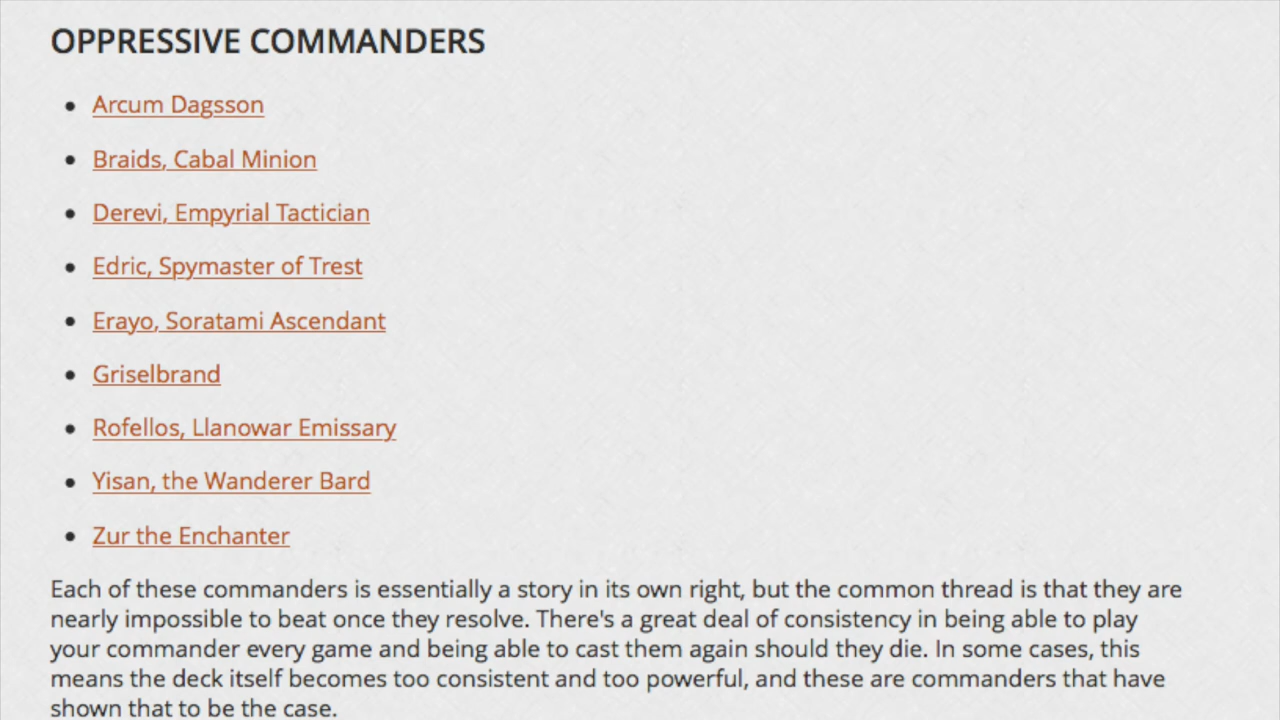 OPPRESSIVE COMMANDERS
Arcum Dagsson
Braids, Cabal Minion
Derevi, Empyrial Tactician
Edric, Spymaster of Trest
Erayo, Soratami Ascendant
Griselbrand
Rofellos, Llanowar Emissary
Yisan, the Wanderer Bard
Zur the Enchanter
Each of these commanders is essentially a story in its own right, but the common thread is that they are
nearly impossible to beat once they resolve. There's a great deal of consistency in being able to play
your commander every game and being able to cast them again should they die. In some cases, this
means the deck itself becomes too consistent and too powerful, and these are commanders that have
shown that to be the case.